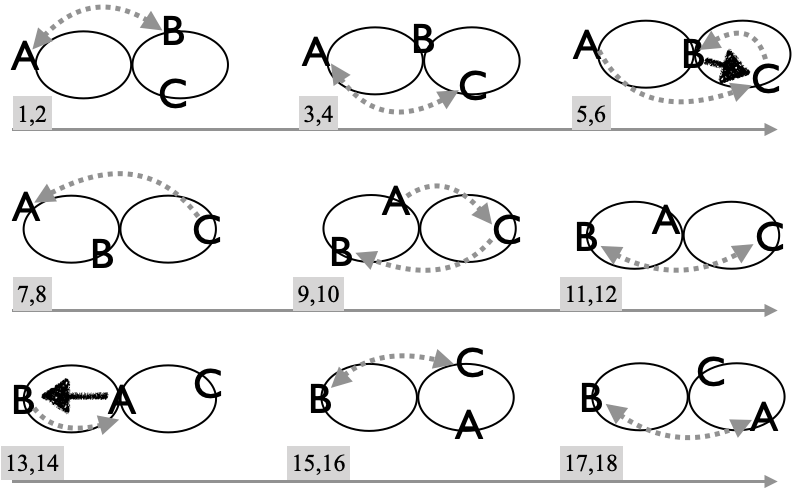 A B C
1,2
A B C
3,4
A B C
5,6
A B C
7,8
A B C
9,10
B A C
11,12
B A C
13,14
B C A
15,16
B C A
17,18